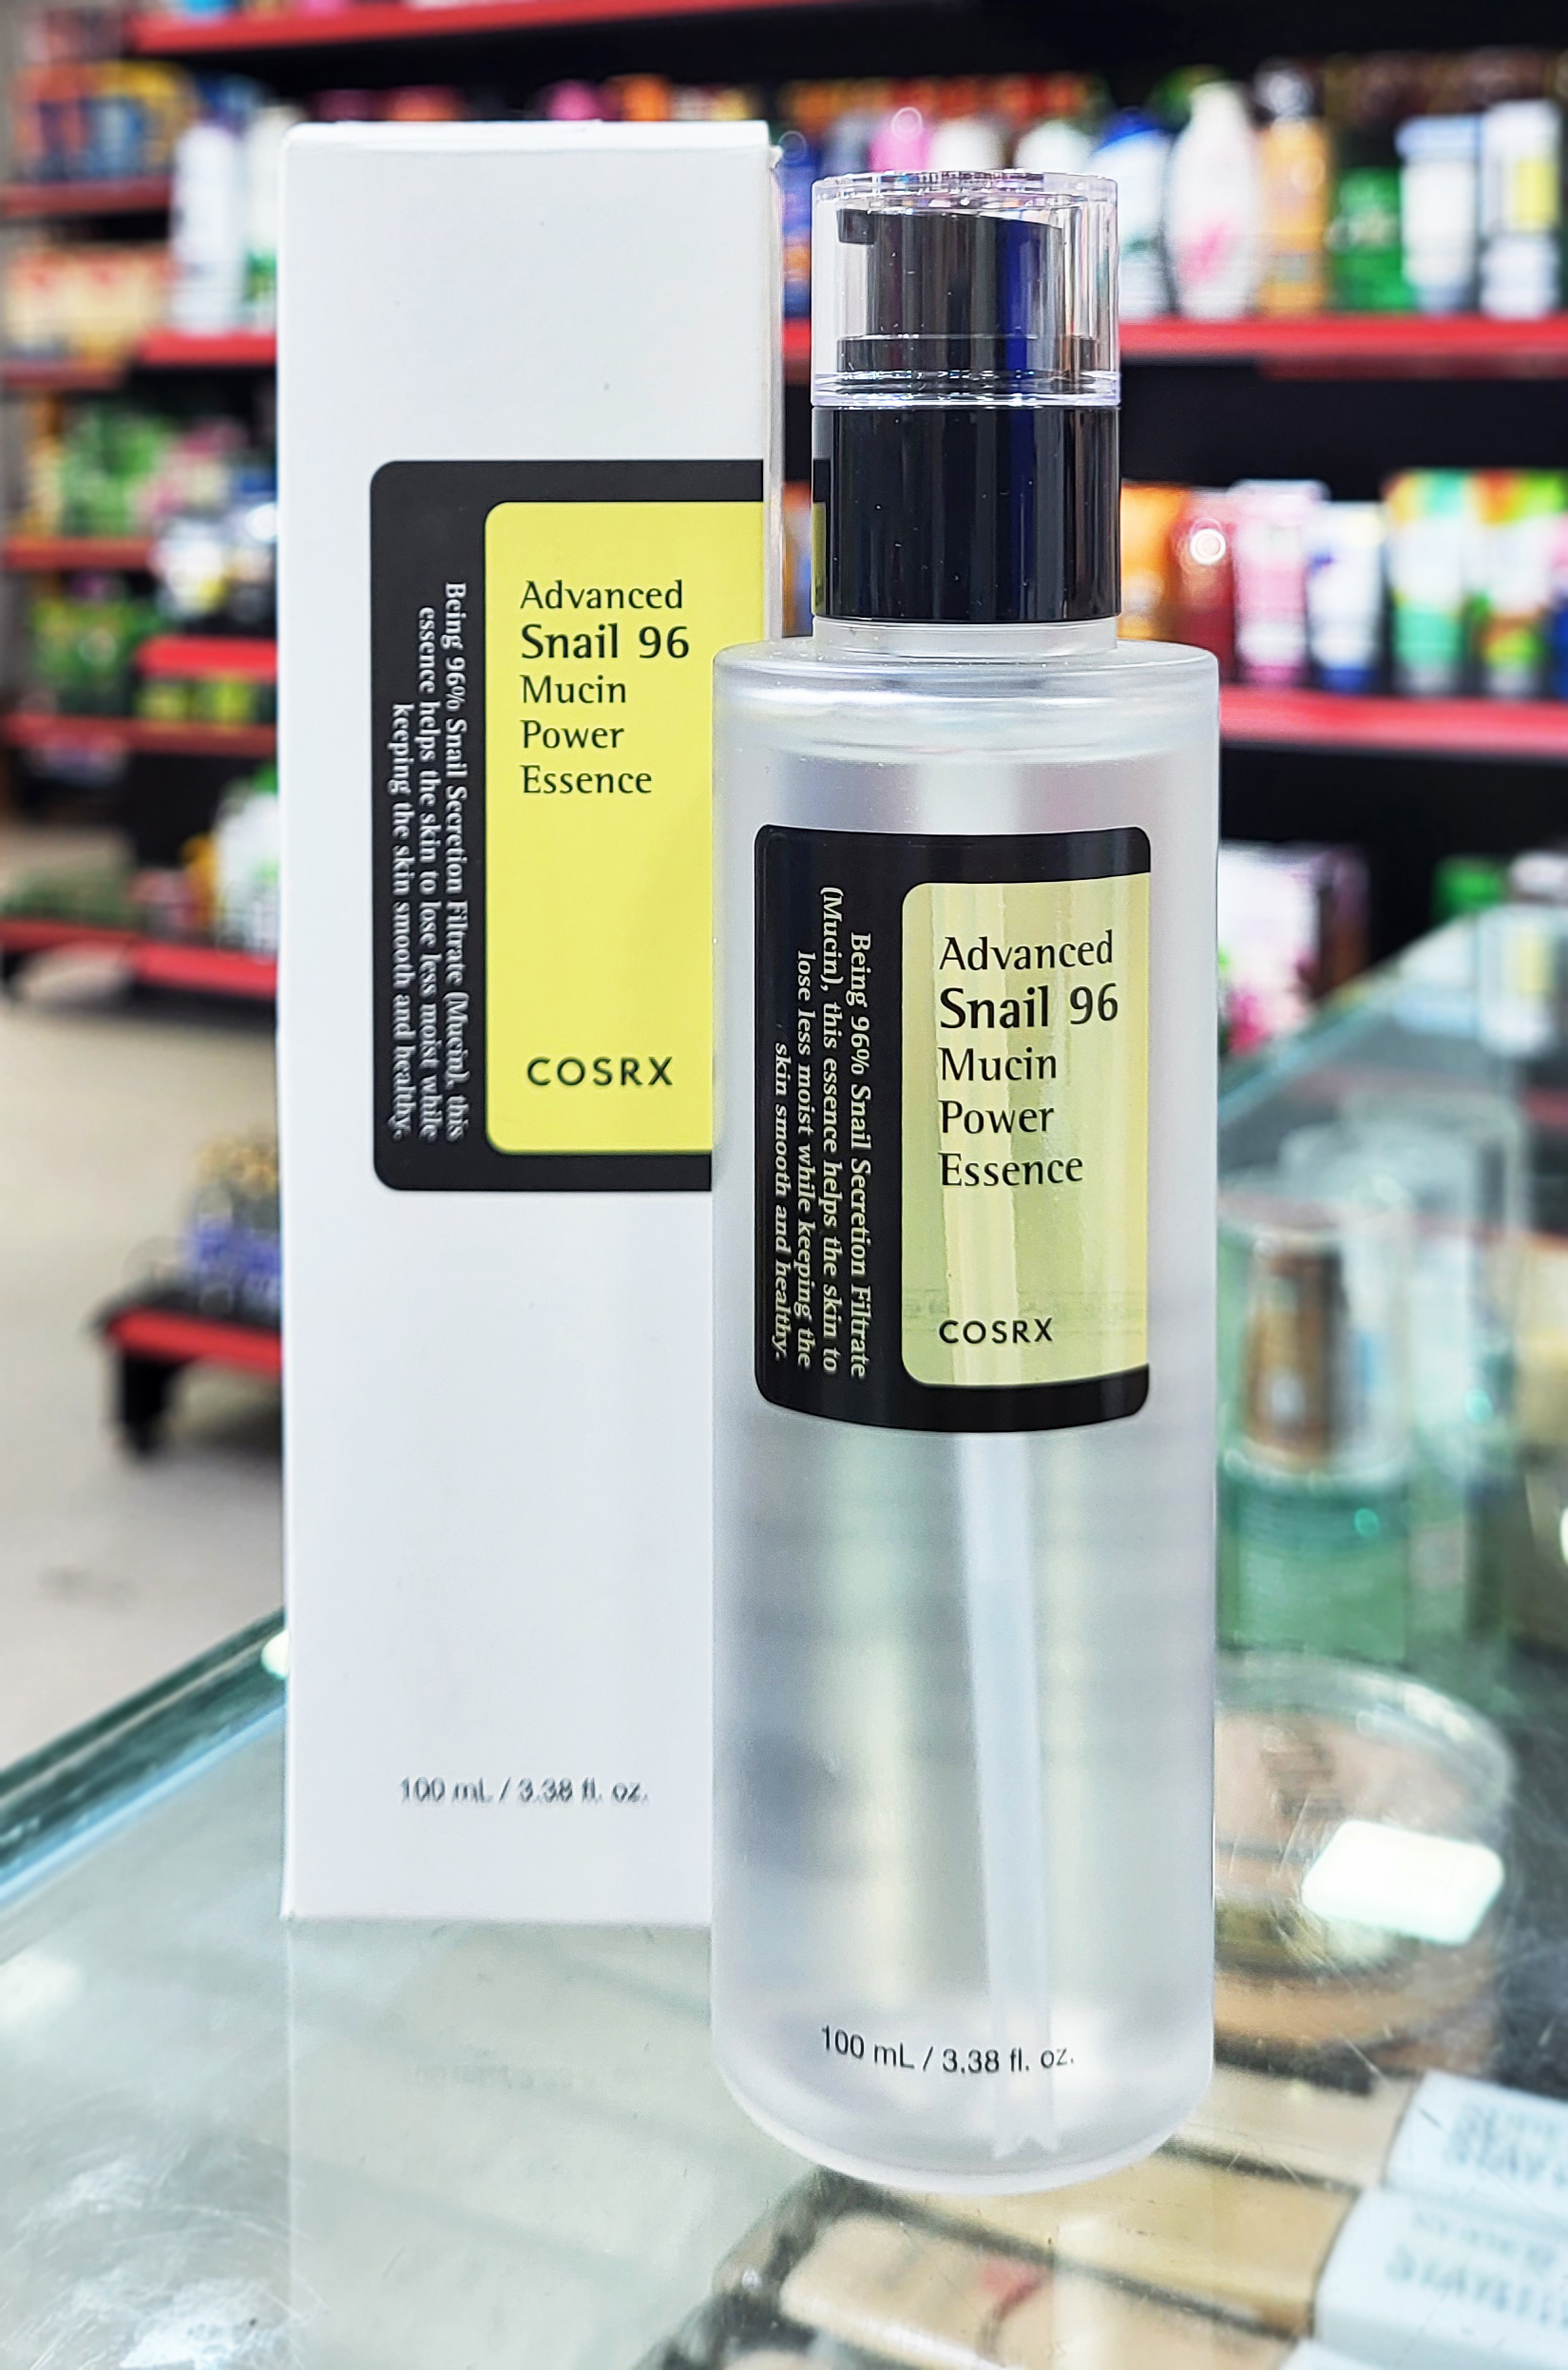 Advanced
Snail 96
Mucin
Power
Essence
COSRX
Being 96% Snail Secretion Filtrate (Mucin), this
essence helps the skin to lose less moist while
keeping the skin smooth and healthy.
100 mL / 3.38 fl. oz.
Advanced
Snail 96
Mucin
Power
Essence
COSRX
Being 96% Snail Secretion Filtrate
(Mucin), this essence helps the skin to
lose less moist while keeping the
skin smooth and healthy.
100 mL / 3.38 fl. oz.